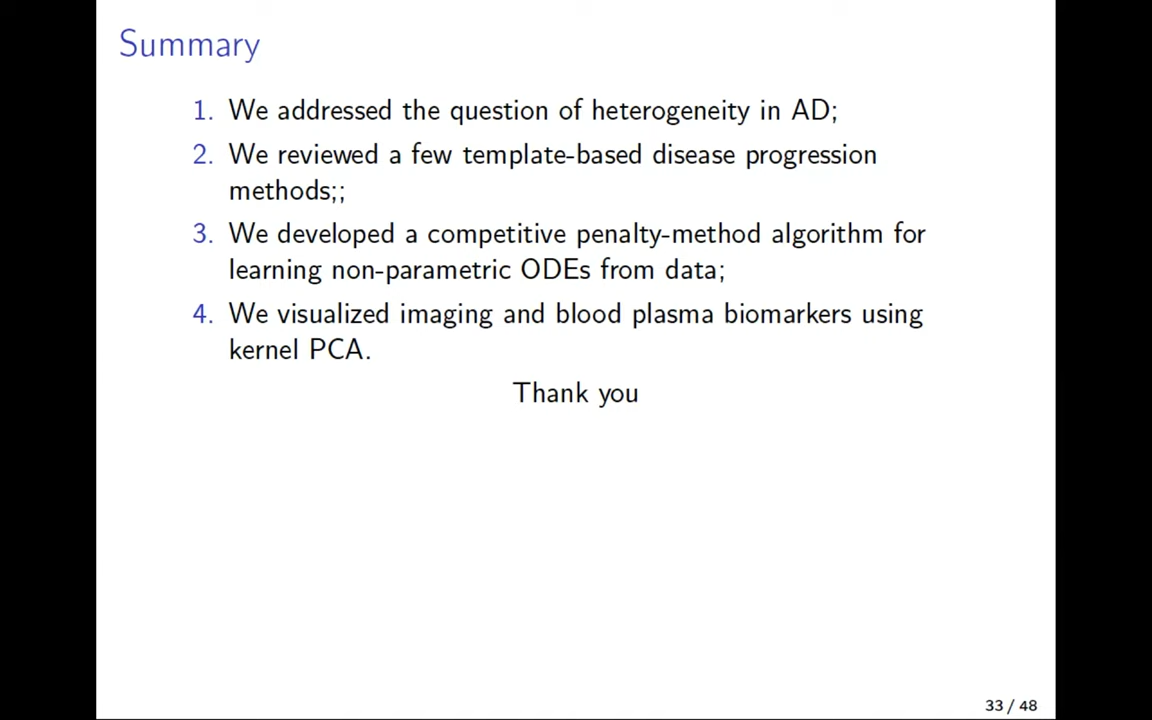 Summary
1. We addressed the question of heterogeneity in AD;
2. We reviewed a few template-based disease progression
methods;;
3. We developed a competitive penalty-method algorithm for
learning non-parametric ODEs from data;
4. We visualized imaging and blood plasma biomarkers using
kernel PCA.
Thank you
33 / 48